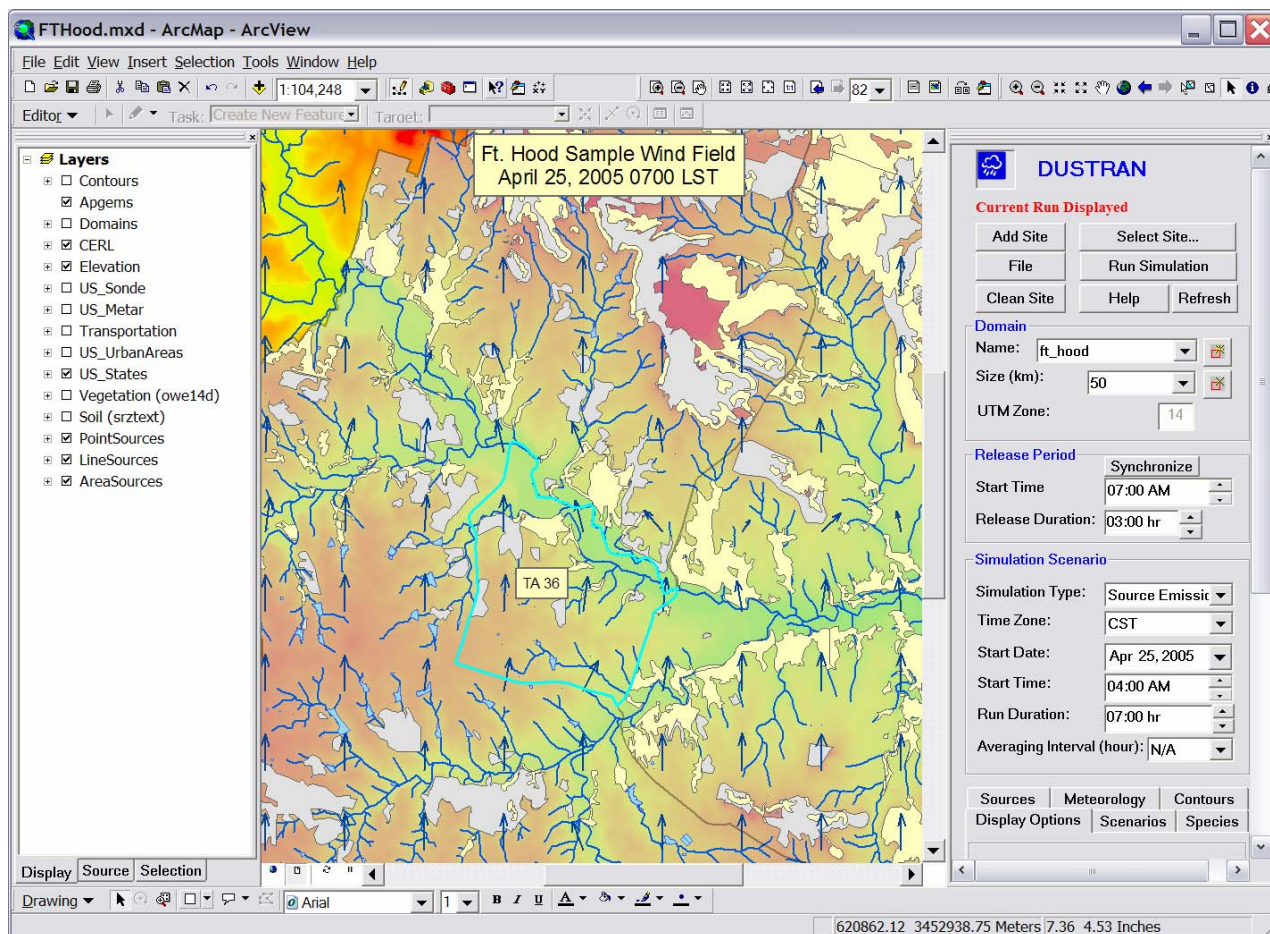 FTHood.mxd - ArcMap - ArcView
File Edit View Insert Selection Tools Window Help
1:104,248
82
Editor
Task: Create New Feature
Target:
Layers
Contours
Apgems
Domains
CERL
Elevation
US_Sonde
US_Metar
Transportation
US_UrbanAreas
US_States
Vegetation (owe14d)
Soil (srztext)
PointSources
LineSources
AreaSources
Display Source Selection
Ft. Hood Sample Wind Field
April 25, 2005 0700 LST
TA 36
DUSTRAN
Current Run Displayed
Add Site Select Site...
File Run Simulation
Clean Site Help Refresh
Domain
Name: ft_hood
Size (km): 50
UTM Zone: 14
Release Period
Synchronize
Start Time 07:00 AM
Release Duration: 03:00 hr
Simulation Scenario
Simulation Type: Source Emissic
Time Zone: CST
Start Date: Apr 25, 2005
Start Time: 04:00 AM
Run Duration: 07:00 hr
Averaging Interval (hour): N/A
Sources Meteorology Contours
Display Options Scenarios Species
Drawing Arial 1 B I U A
620862.12 3452938.75 Meters 7.36 4.53 Inches